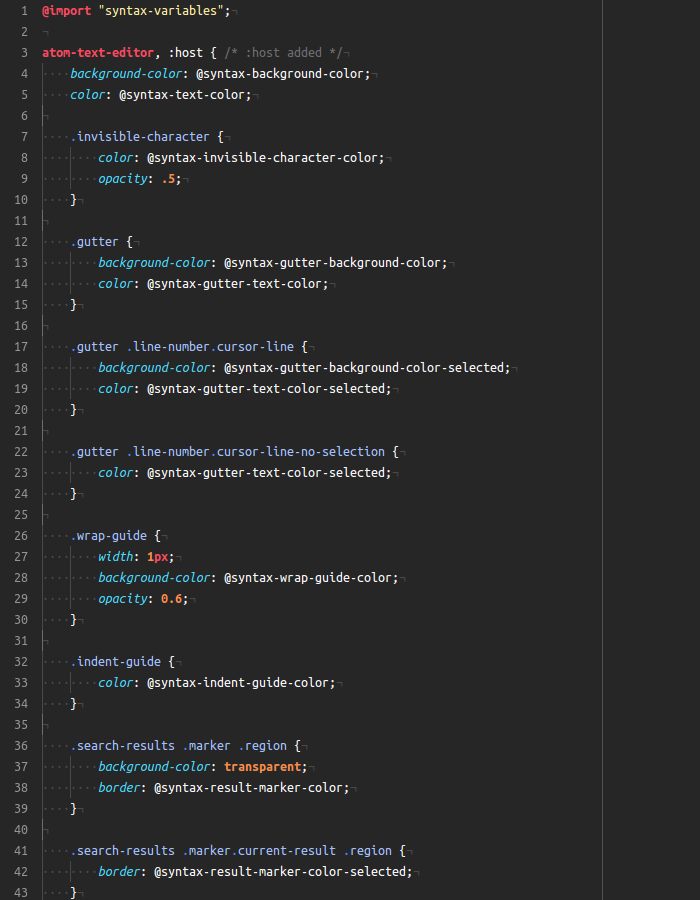 1 @import "syntax-variables";
2
3 atom-text-editor, :host { /* :host added */
4     background-color: @syntax-background-color;
5     color: @syntax-text-color;
6
7     .invisible-character {
8         color: @syntax-invisible-character-color;
9         opacity: .5;
10     }
11
12     .gutter {
13         background-color: @syntax-gutter-background-color;
14         color: @syntax-gutter-text-color;
15     }
16
17     .gutter .line-number.cursor-line {
18         background-color: @syntax-gutter-background-color-selected;
19         color: @syntax-gutter-text-color-selected;
20     }
21
22     .gutter .line-number.cursor-line-no-selection {
23         color: @syntax-gutter-text-color-selected;
24     }
25
26     .wrap-guide {
27         width: 1px;
28         background-color: @syntax-wrap-guide-color;
29         opacity: 0.6;
30     }
31
32     .indent-guide {
33         color: @syntax-indent-guide-color;
34     }
35
36     .search-results .marker .region {
37         background-color: transparent;
38         border: @syntax-result-marker-color;
39     }
40
41     .search-results .marker.current-result .region {
42         border: @syntax-result-marker-color-selected;
43     }